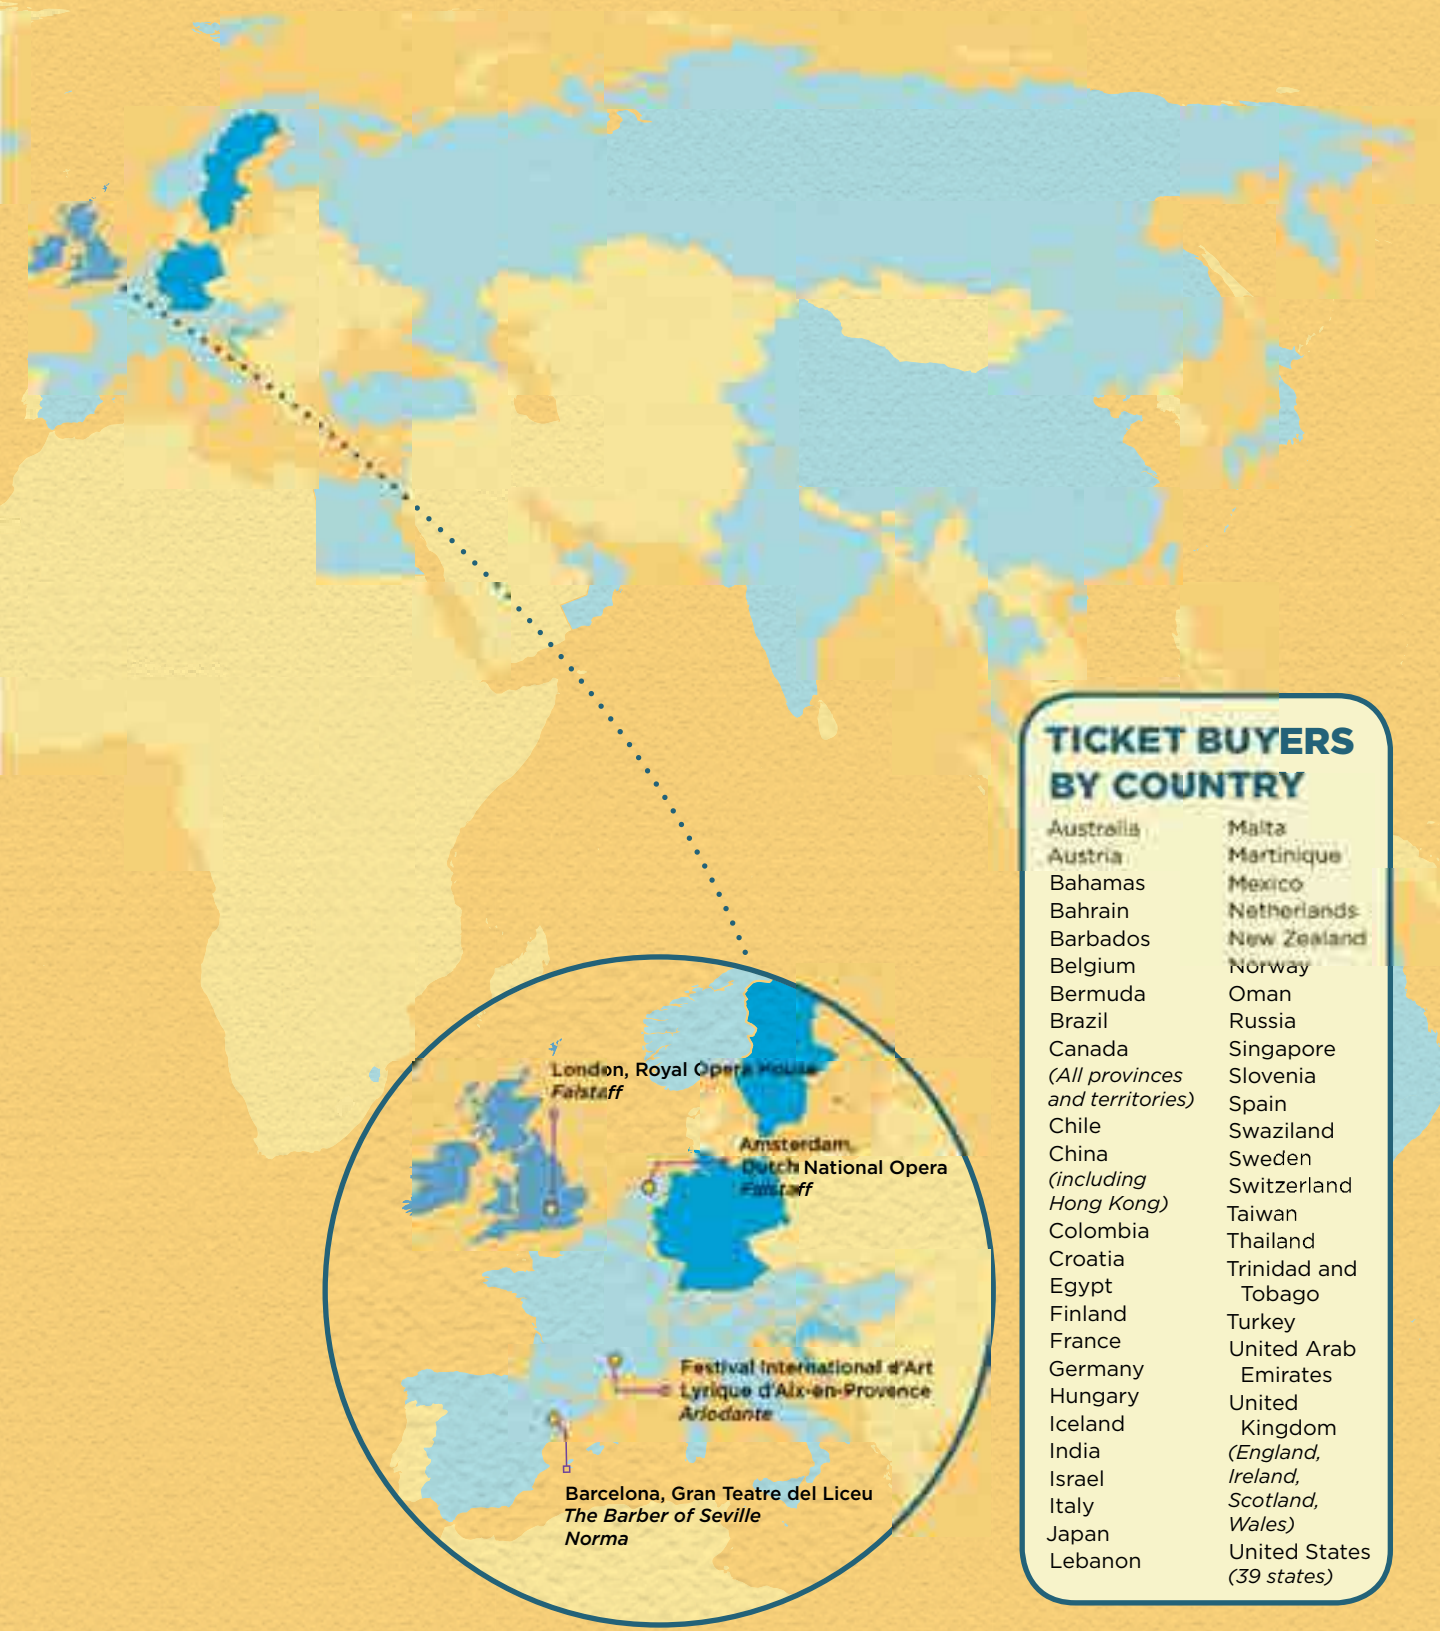 TICKET BUYERS
BY COUNTRY
Australia
Austria
Bahamas
Bahrain
Barbados
Belgium
Bermuda
Brazil
Canada
(All provinces
and territories)
Chile
China
(including
Hong Kong)
Colombia
Croatia
Egypt
Finland
France
Germany
Hungary
Iceland
India
Israel
Italy
Japan
Lebanon
Malta
Martinique
Mexico
Netherlands
New Zealand
Norway
Oman
Russia
Singapore
Slovenia
Spain
Swaziland
Sweden
Switzerland
Taiwan
Thailand
Trinidad and
Tobago
Turkey
United Arab
Emirates
United
Kingdom
(England,
Ireland,
Scotland,
Wales)
United States
(39 states)
London, Royal Opera House
Falstaff
Amsterdam,
Dutch National Opera
Falstaff
Festival International d'Art
Lyrique d'Aix-en-Provence
Ariodante
Barcelona, Gran Teatre del Liceu
The Barber of Seville
Norma